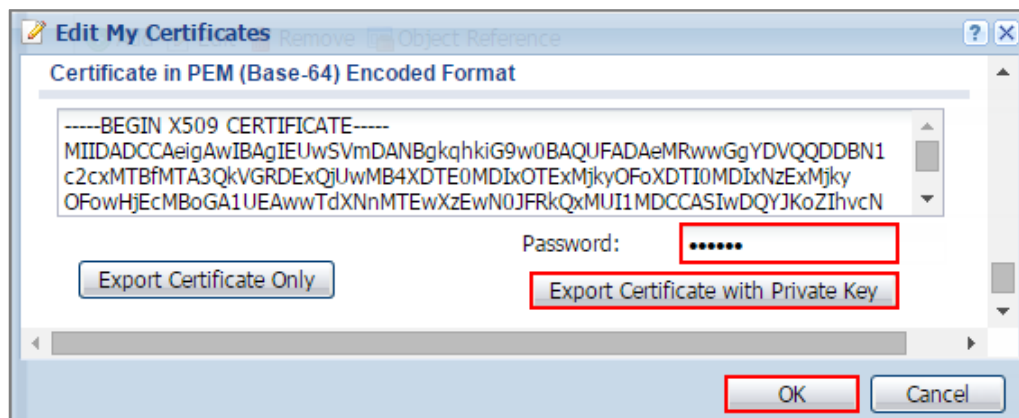 Edit My Certificates
Remove Object Reference
Certificate in PEM (Base-64) Encoded Format
-----BEGIN X509 CERTIFICATE-----
MIIDADCCAeigAwIBAgIEUwSVmDANBgkqhkiG9w0BAQUFADAeMRwwGgYDVQQDDBN1
c2cxMTBfMTA3QkVGRDExQjUwMB4XDTE0MDIxOTExMjkyOFoXDTI0MDIxNzExMjky
OFowHjEcMBoGA1UEAwwTdXNnMTEwXzEwN0JFRkQxMUI1MDCCASIwDQYJKoZIhvcN
Password: ••••••
Export Certificate Only
Export Certificate with Private Key
OK Cancel